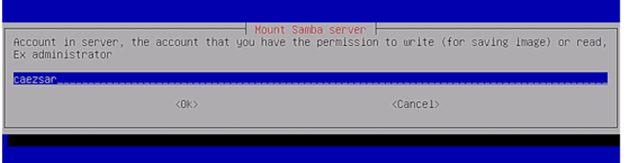 Mount Samba server
Account in server, the account that you have the permission to write (for saving image) or read,
Ex administrator
caezsar
<Ok>
<Cancel>